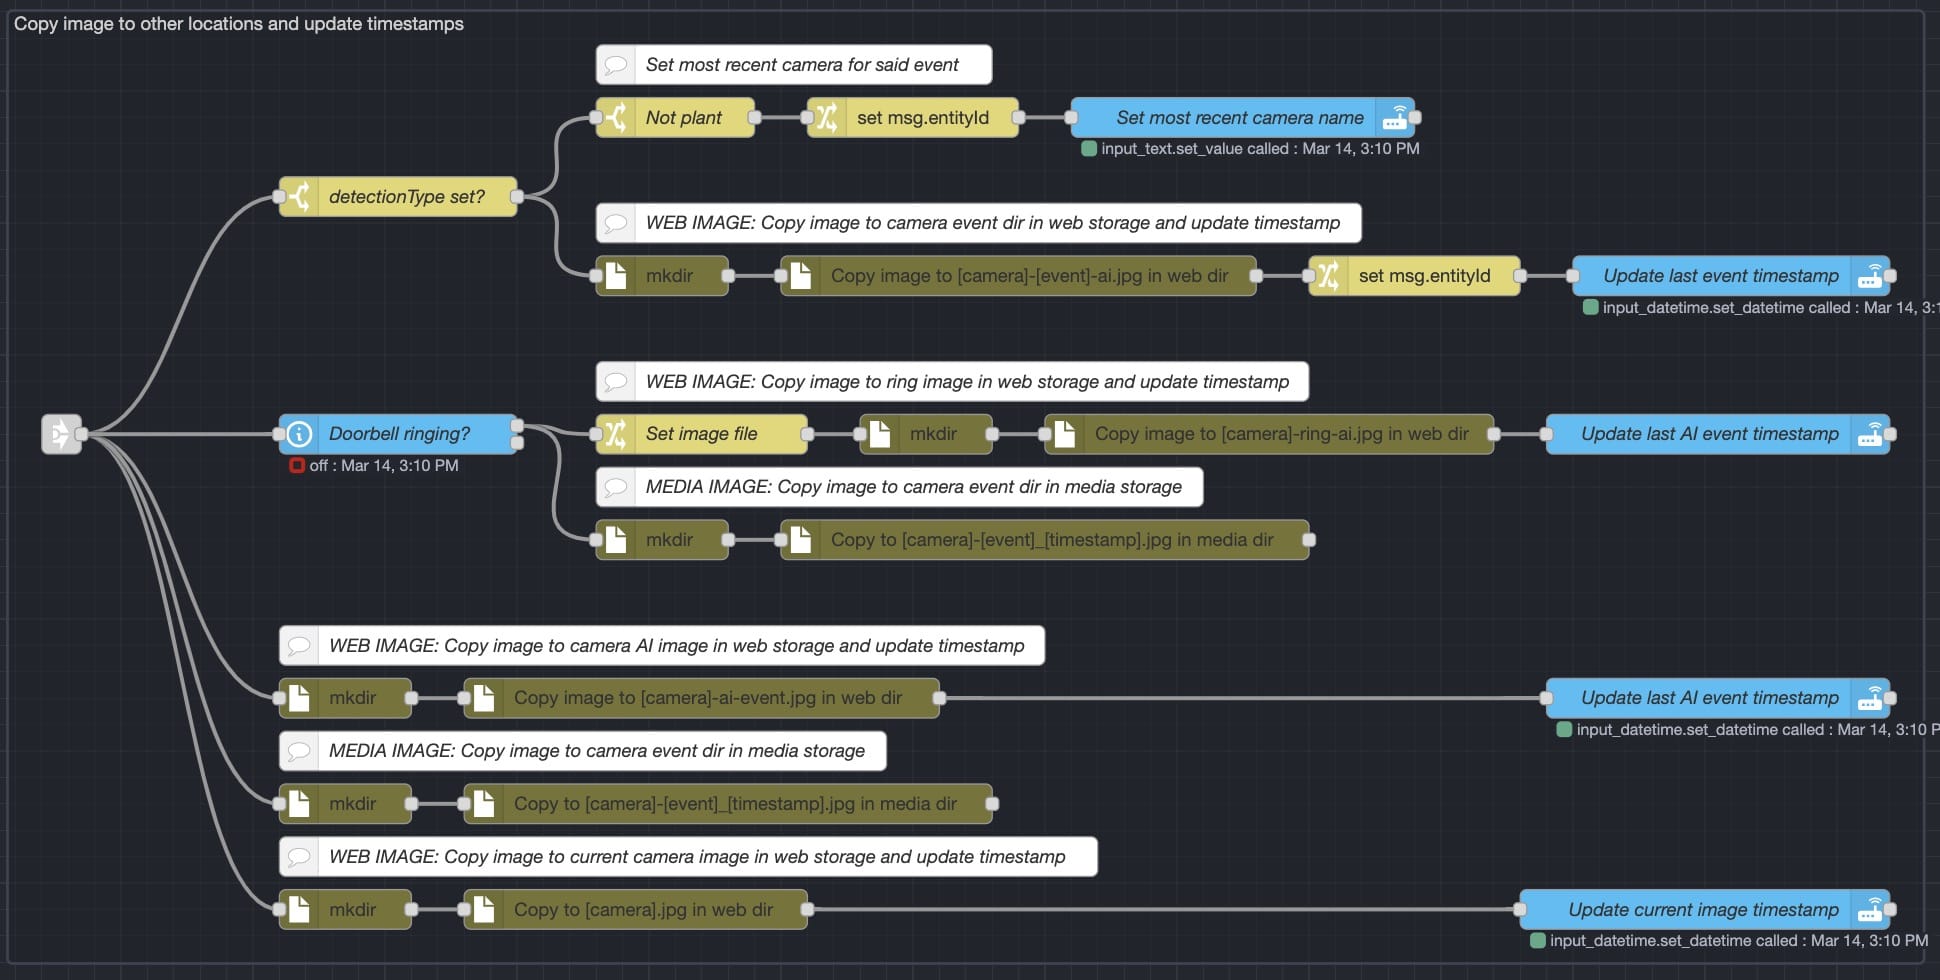 Copy image to other locations and update timestamps
Set most recent camera for said event
Not plant
set msg.entityId
Set most recent camera name
input_text.set_value called : Mar 14, 3:10 PM
detectionType set?
WEB IMAGE: Copy image to camera event dir in web storage and update timestamp
mkdir
Copy image to [camera]-[event]-ai.jpg in web dir
set msg.entityId
Update last event timestamp
input_datetime.set_datetime called : Mar 14, 3:1
WEB IMAGE: Copy image to ring image in web storage and update timestamp
Doorbell ringing?
off : Mar 14, 3:10 PM
Set image file
mkdir
Copy image to [camera]-ring-ai.jpg in web dir
Update last AI event timestamp
MEDIA IMAGE: Copy image to camera event dir in media storage
mkdir
Copy to [camera]-[event]_[timestamp].jpg in media dir
WEB IMAGE: Copy image to camera AI image in web storage and update timestamp
mkdir
Copy image to [camera]-ai-event.jpg in web dir
Update last AI event timestamp
input_datetime.set_datetime called : Mar 14, 3:10 P
MEDIA IMAGE: Copy image to camera event dir in media storage
mkdir
Copy to [camera]-[event]_[timestamp].jpg in media dir
WEB IMAGE: Copy image to current camera image in web storage and update timestamp
mkdir
Copy to [camera].jpg in web dir
Update current image timestamp
input_datetime.set_datetime called : Mar 14, 3:10 PM